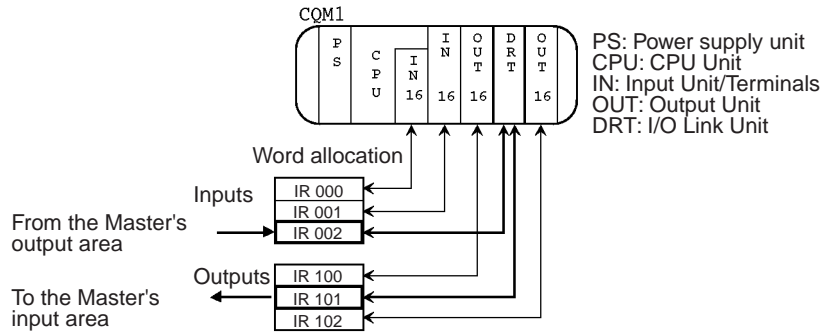 CQM1
PS
CPU
IN
16
IN
16
OUT
16
DRT
OUT
16
PS: Power supply unit
CPU: CPU Unit
IN: Input Unit/Terminals
OUT: Output Unit
DRT: I/O Link Unit
Word allocation
Inputs
IR 000
IR 001
IR 002
From the Master's
output area
Outputs
IR 100
IR 101
IR 102
To the Master's
input area